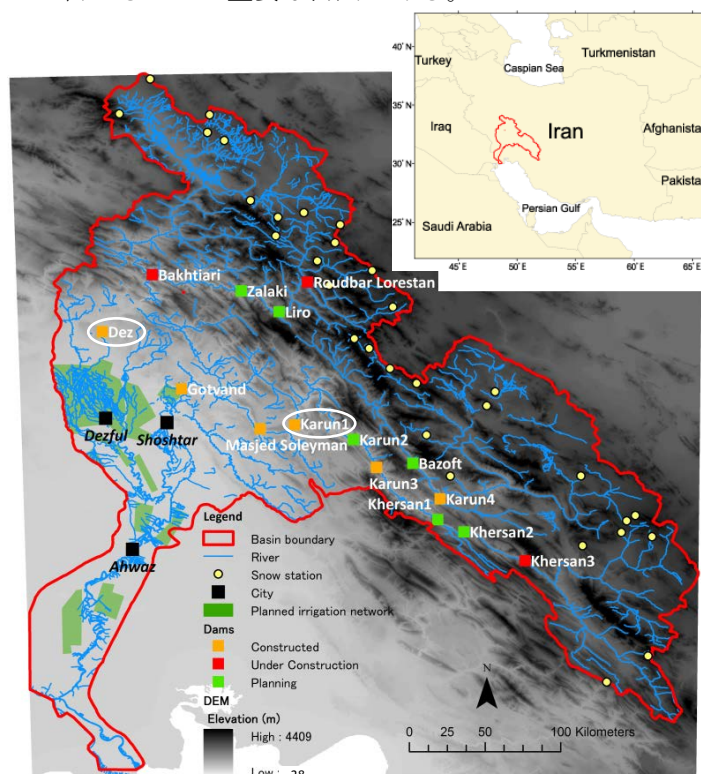 40˚N
35˚N
30˚N
25˚N
45˚E
50˚E
55˚E
60˚E
65˚E
Turkey
Caspian Sea
Turkmenistan
Iraq
Iran
Afghanista
Pakista
Persian Gulf
Saudi Arabia
Bakhtiari
Roudbar Lorestan
Zalaki
Liro
Dez
Gotvand
Dezful
Shoshtar
Karun1
Masjed Soleyman
Karun2
Karun3
Bazoft
Karun4
Khersan1
Khersan2
Khersan3
Ahwaz
Legend
Basin boundary
River
Snow station
City
Planned irrigation network
Dams
Constructed
Under Construction
Planning
DEM
Elevation (m)
High : 4409
N
0 25 50 100 Kilometers